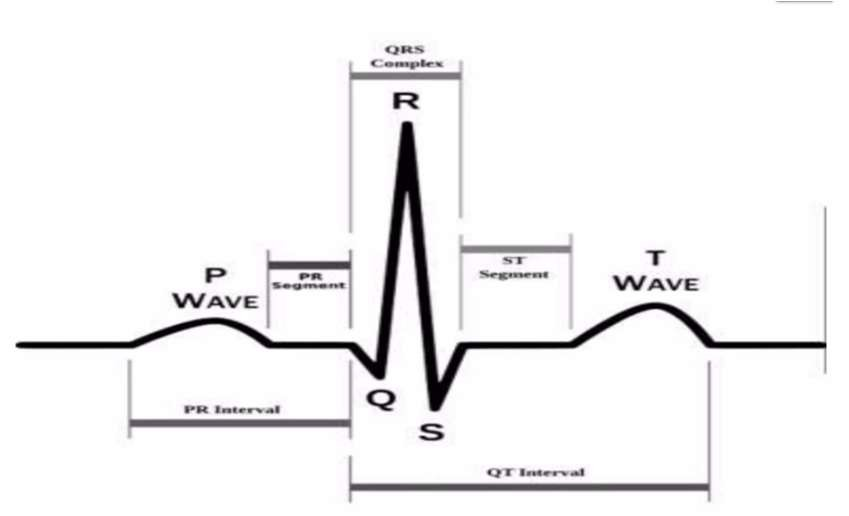 QRS
Complex
R
P
WAVE
PR
Segment
ST
Segment
T
WAVE
Q
S
PR Interval
QT Interval